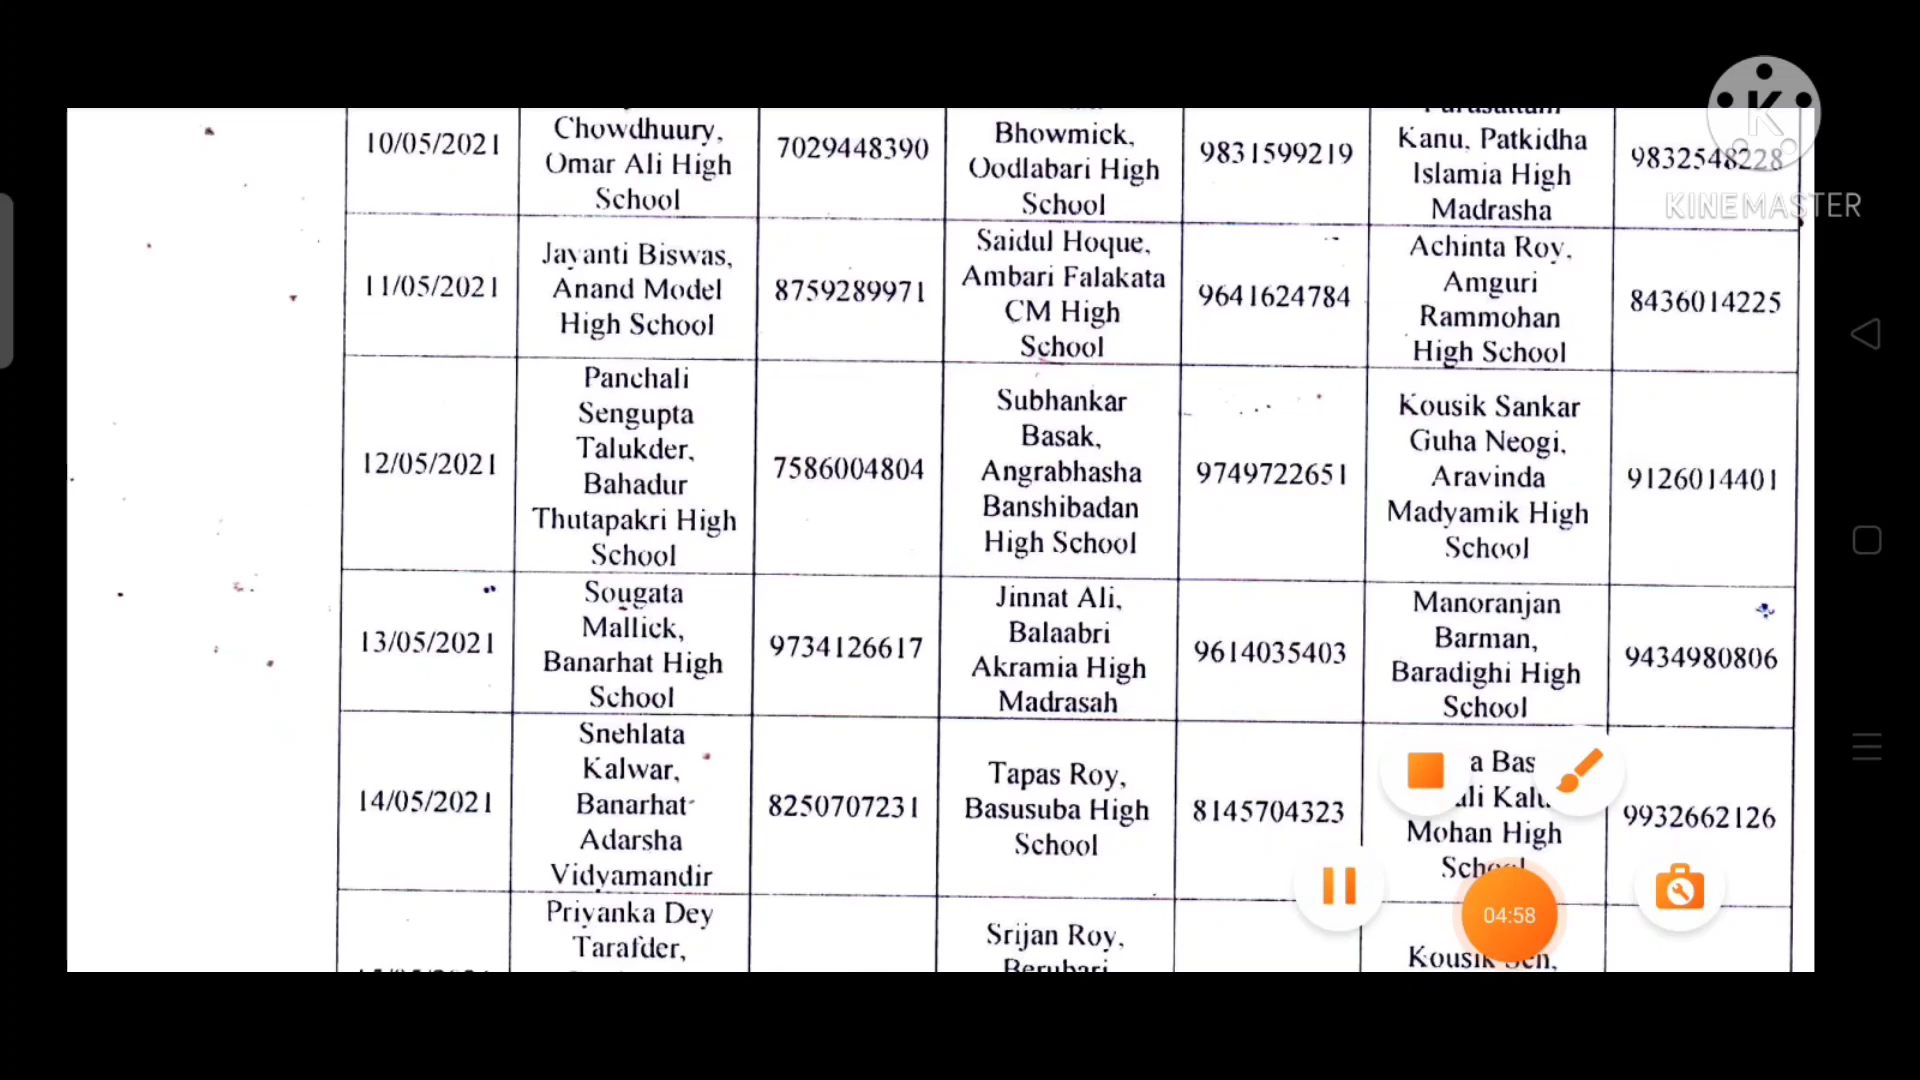 10/05/2021
Chowdhuury,
Omar Ali High
School
7029448390
Bhowmick,
Oodlabari High
School
9831599219
Kanu, Patkidha
Islamia High
Madrasha
9832548228
KINEMASTER
11/05/2021
Jayanti Biswas,
Anand Model
High School
8759289971
Saidul Hoque,
Ambari Falakata
CM High
School
9641624784
Achinta Roy,
Amguri
Rammohan
High School
8436014225
12/05/2021
Panchali
Sengupta
Talukder,
Bahadur
Thutapakri High
School
7586004804
Subhankar
Basak,
Angrabhasha
Banshibadan
High School
9749722651
Kousik Sankar
Guha Neogi,
Aravinda
Madyamik High
School
9126014401
13/05/2021
Sougata
Mallick,
Banarhat High
School
9734126617
Jinnat Ali,
Balaabri
Akramia High
Madrasah
9614035403
Manoranjan
Barman,
Baradighi High
School
9434980806
14/05/2021
Snehlata
Kalwar,
Banarhat
Adarsha
Vidyamandir
8250707231
Tapas Roy,
Basusuba High
School
8145704323
Mohan High
School
9932662126
Priyanka Dey
Tarafder,
Srijan Roy,
Berubari
Kousik Sen,
04:58